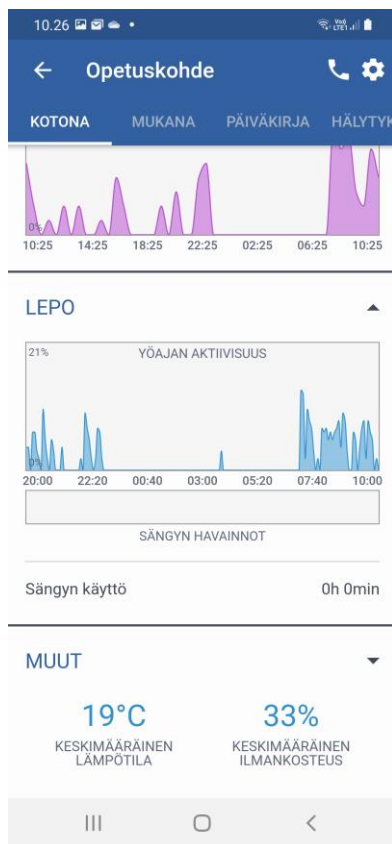 10.26
Vo))
LTE1
Opetuskohde
KOTONA MUKANA PÄIVÄKIRJA HÄLYTYK
0%
10:25 14:25 18:25 22:25 02:25 06:25 10:25
LEPO
21% YÖAJAN AKTIIVISUUS
0%
20:00 22:20 00:40 03:00 05:20 07:40 10:00
SÄNGYN HAVAINNOT
Sängyn käyttö 0h 0min
MUUT
19°C 33%
KESKIMÄÄRÄINEN KESKIMÄÄRÄINEN
LÄMPÖTILA ILMANKOSTEUS